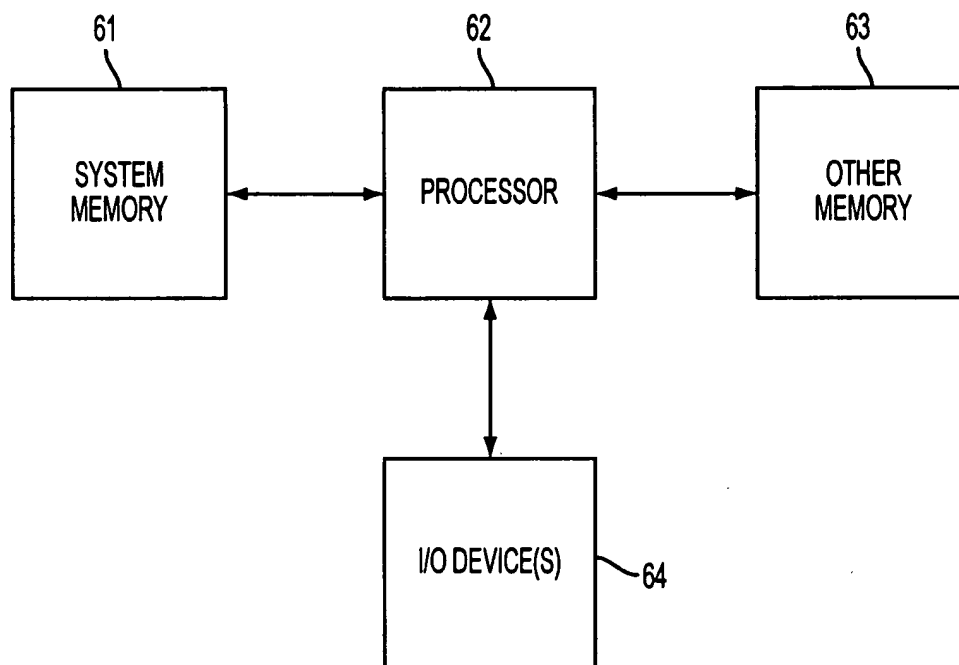 61
62
63
SYSTEM
MEMORY
PROCESSOR
OTHER
MEMORY
I/O DEVICE(S)
64